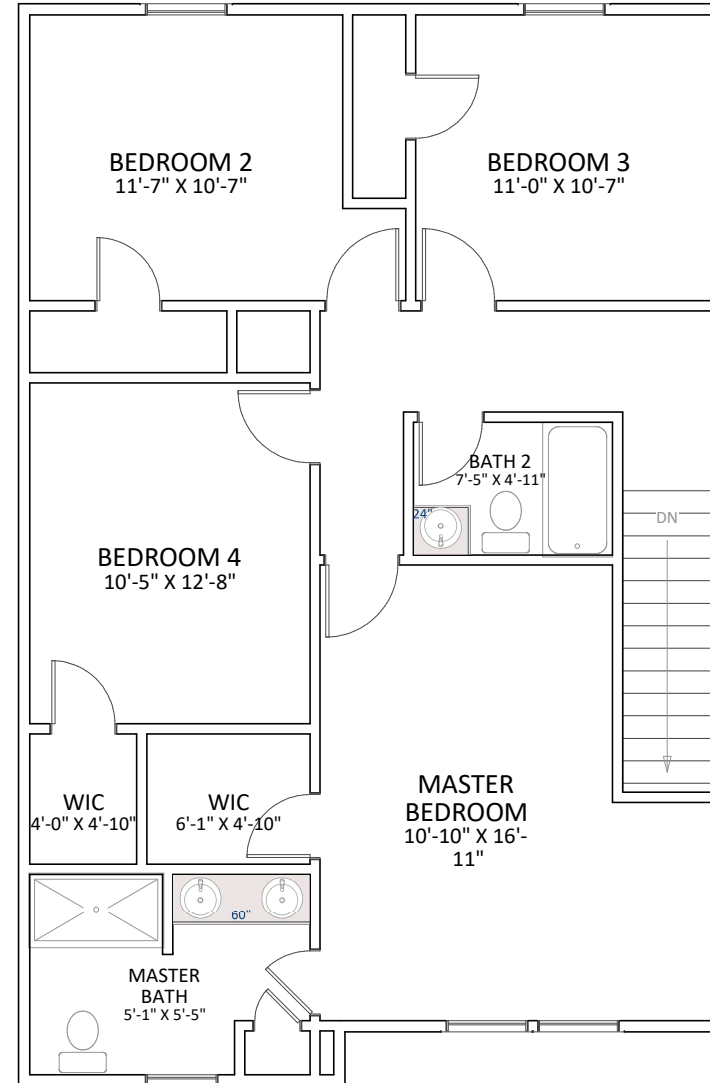 BEDROOM 2
11'-7" X 10'-7"
BEDROOM 3
11'-0" X 10'-7"
BATH 2
7'-5" X 4'-11"
24"
DN
BEDROOM 4
10'-5" X 12'-8"
MASTER
BEDROOM
10'-10" X 16'-
11"
WIC
4'-0" X 4'-10"
WIC
6'-1" X 4'-10"
60"
MASTER
BATH
5'-1" X 5'-5"